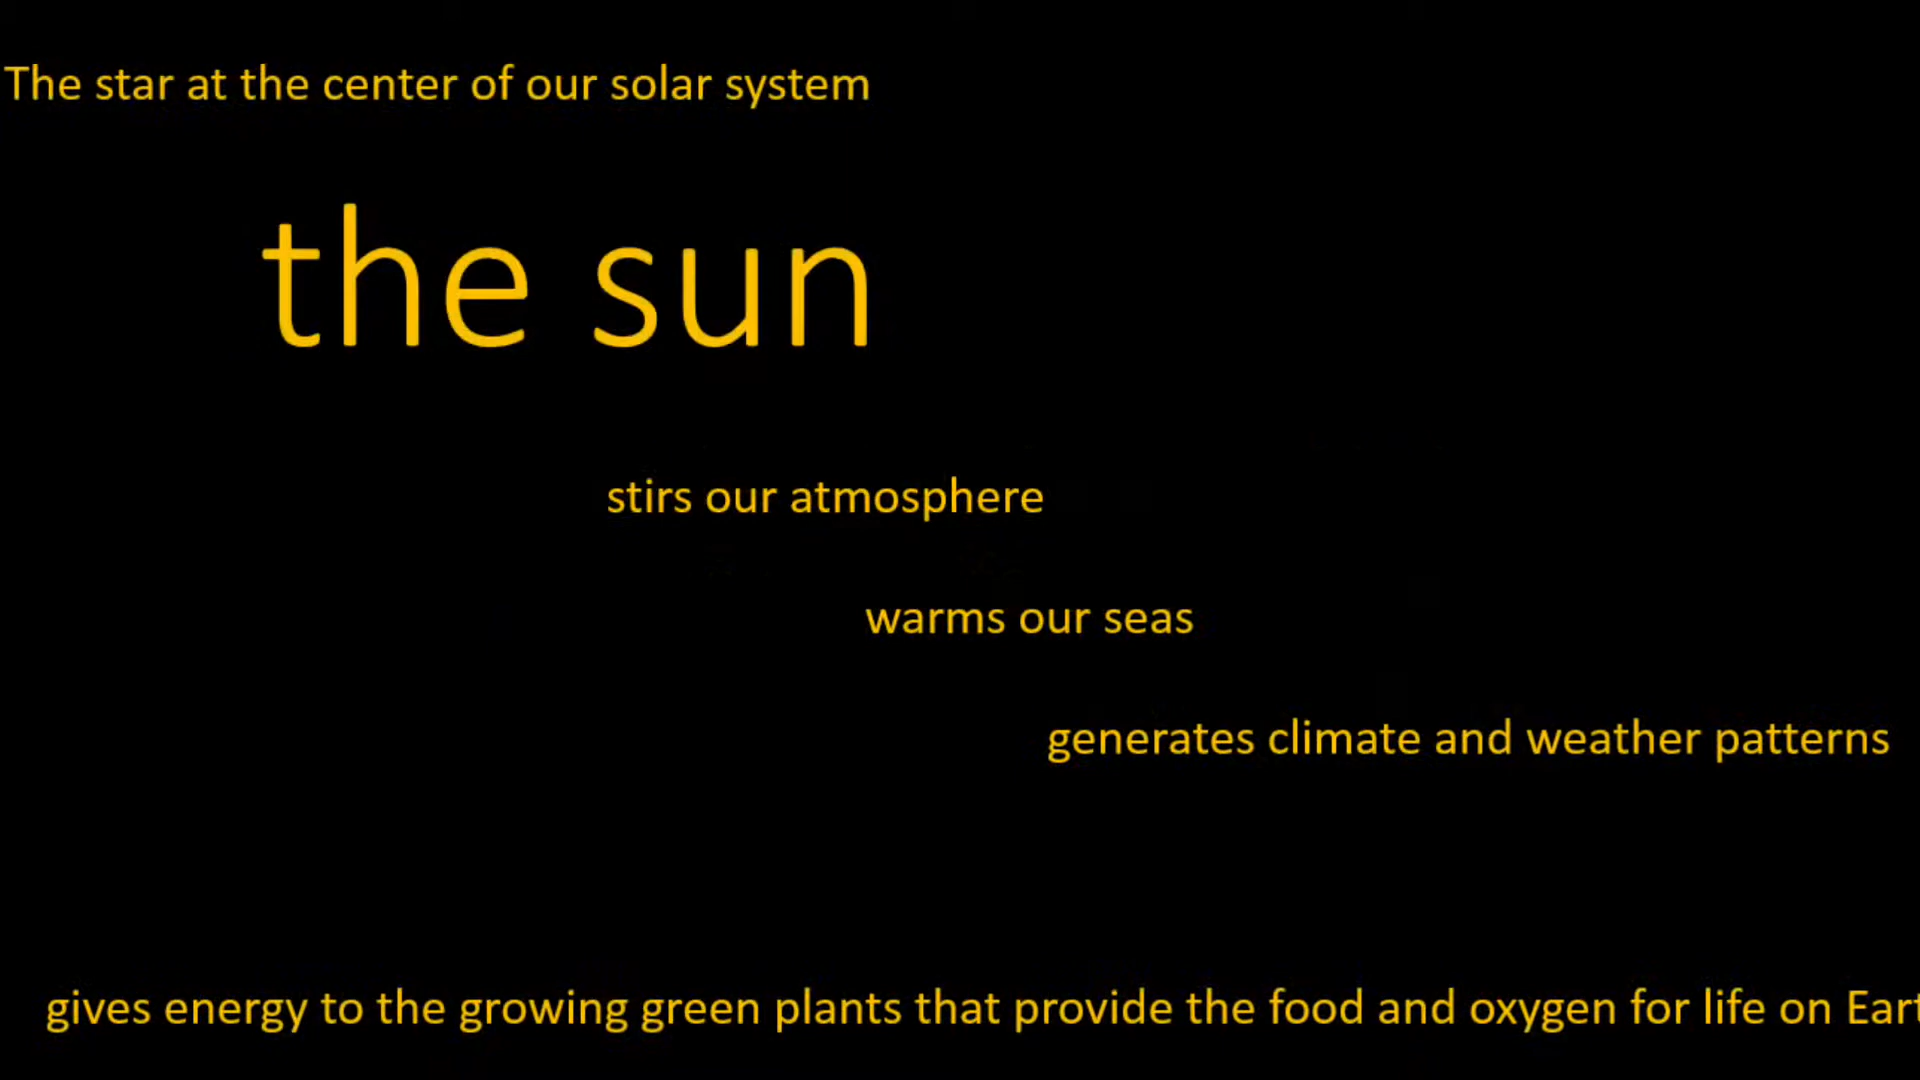 The star at the center of our solar system
the sun
stirs our atmosphere
warms our seas
generates climate and weather patterns
gives energy to the growing green plants that provide the food and oxygen for life on Eart